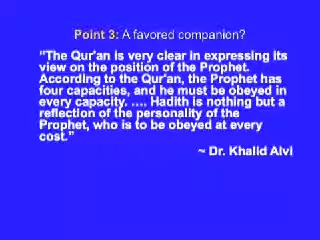 Point 3: A favored companion?
"The Qur'an is very clear in expressing its
view on the position of the Prophet.
According to the Qur'an, the Prophet has
four capacities, and he must be obeyed in
every capacity. .... Hadith is nothing but a
reflection of the personality of the
Prophet, who is to be obeyed at every
cost."
~ Dr. Khalid Alvi